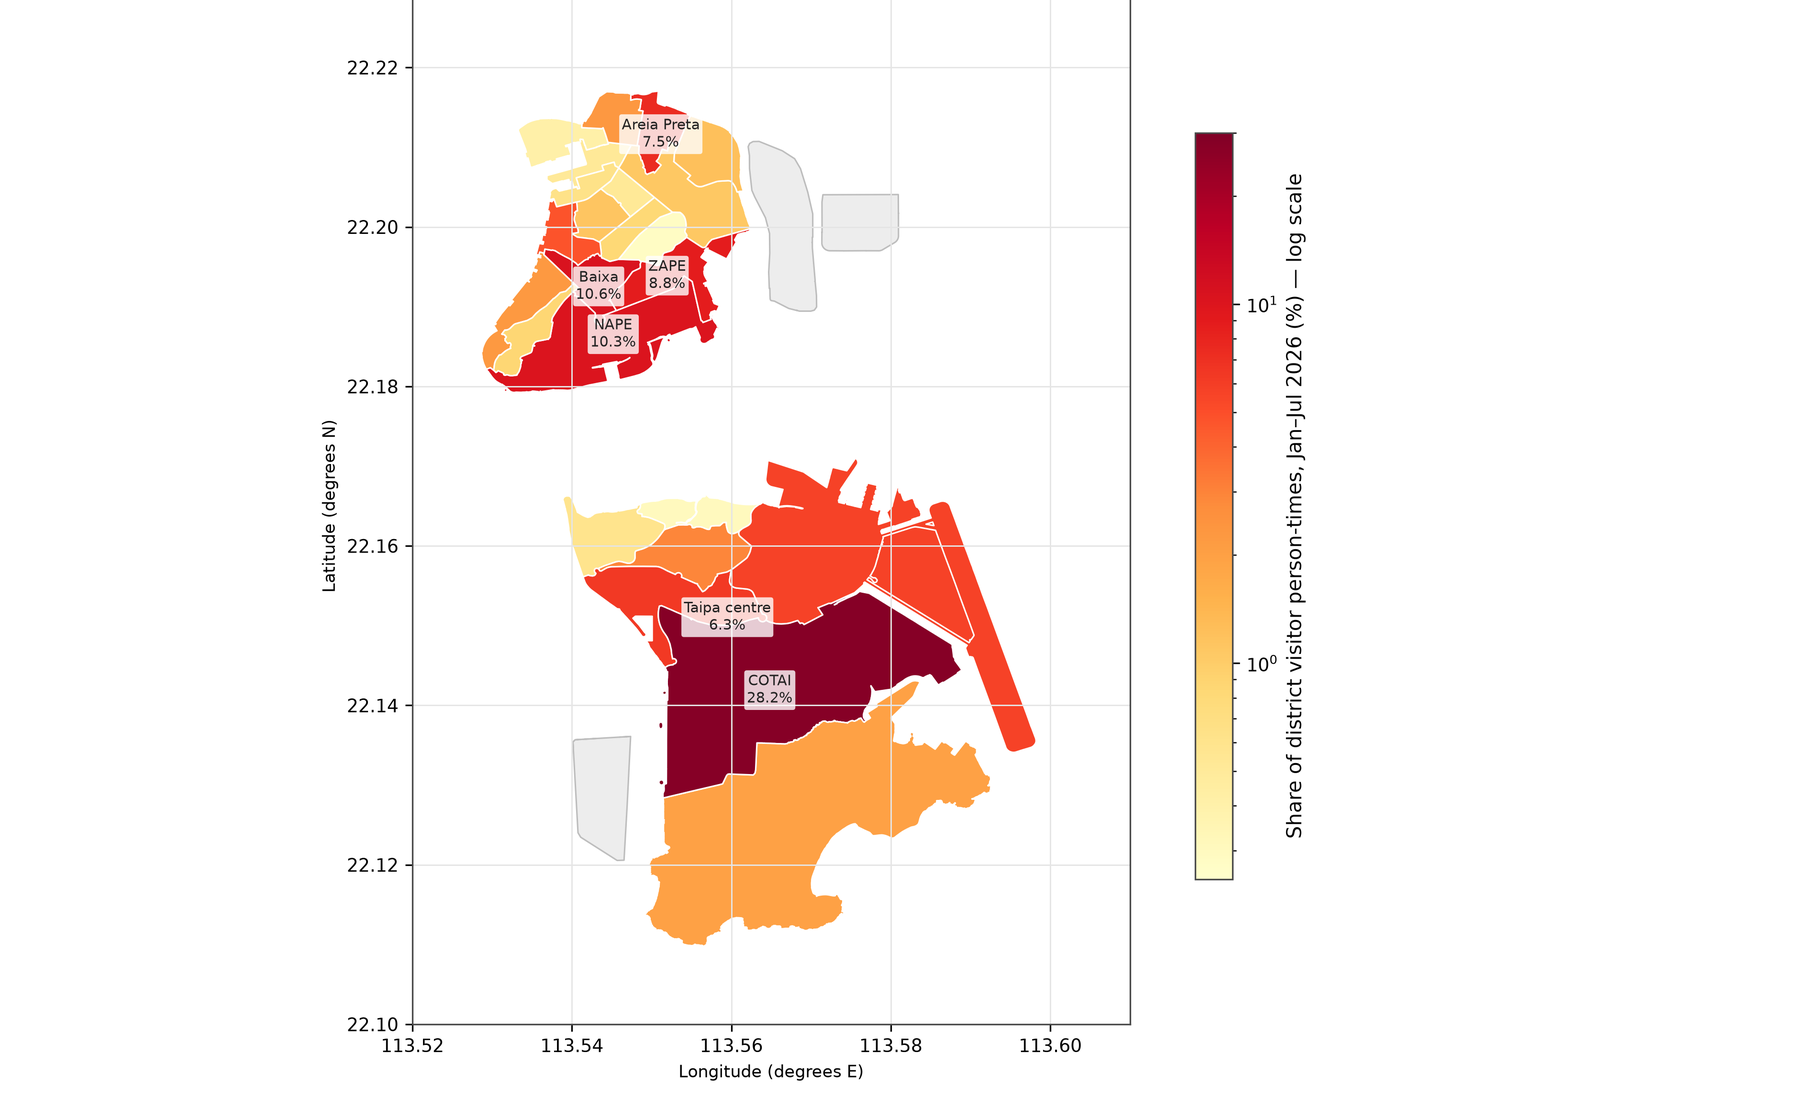 22.22
22.20
22.18
22.16
22.14
22.12
22.10
113.52
113.54
113.56
113.58
113.60
Latitude (degrees N)
Longitude (degrees E)
Areia Preta
7.5%
ZAPE
8.8%
Baixa
10.6%
NAPE
10.3%
Taipa centre
6.3%
COTAI
28.2%
10¹
10⁰
Share of district visitor person-times, Jan–Jul 2026 (%) — log scale